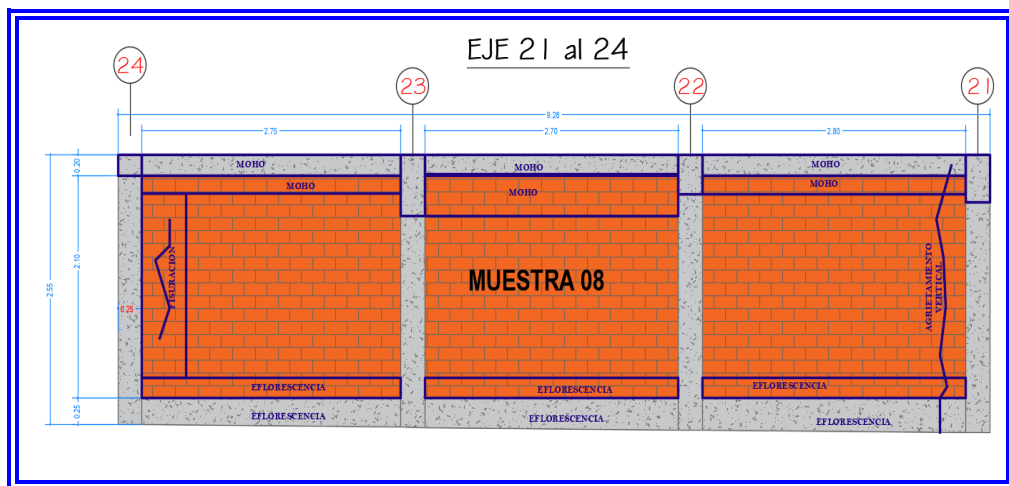 EJE 21 al 24
24
23
22
21
9.28
2.75
2.70
2.80
0.20
MOHO
MOHO
MOHO
MOHO
MOHO
MOHO
2.10
2.55
FISURACION
AGRIETAMIENTO
VERTICAL
MUESTRA 08
0.25
EFLORESCENCIA
EFLORESCENCIA
EFLORESCENCIA
0.25
EFLORESCENCIA
EFLORESCENCIA
EFLORESCENCIA